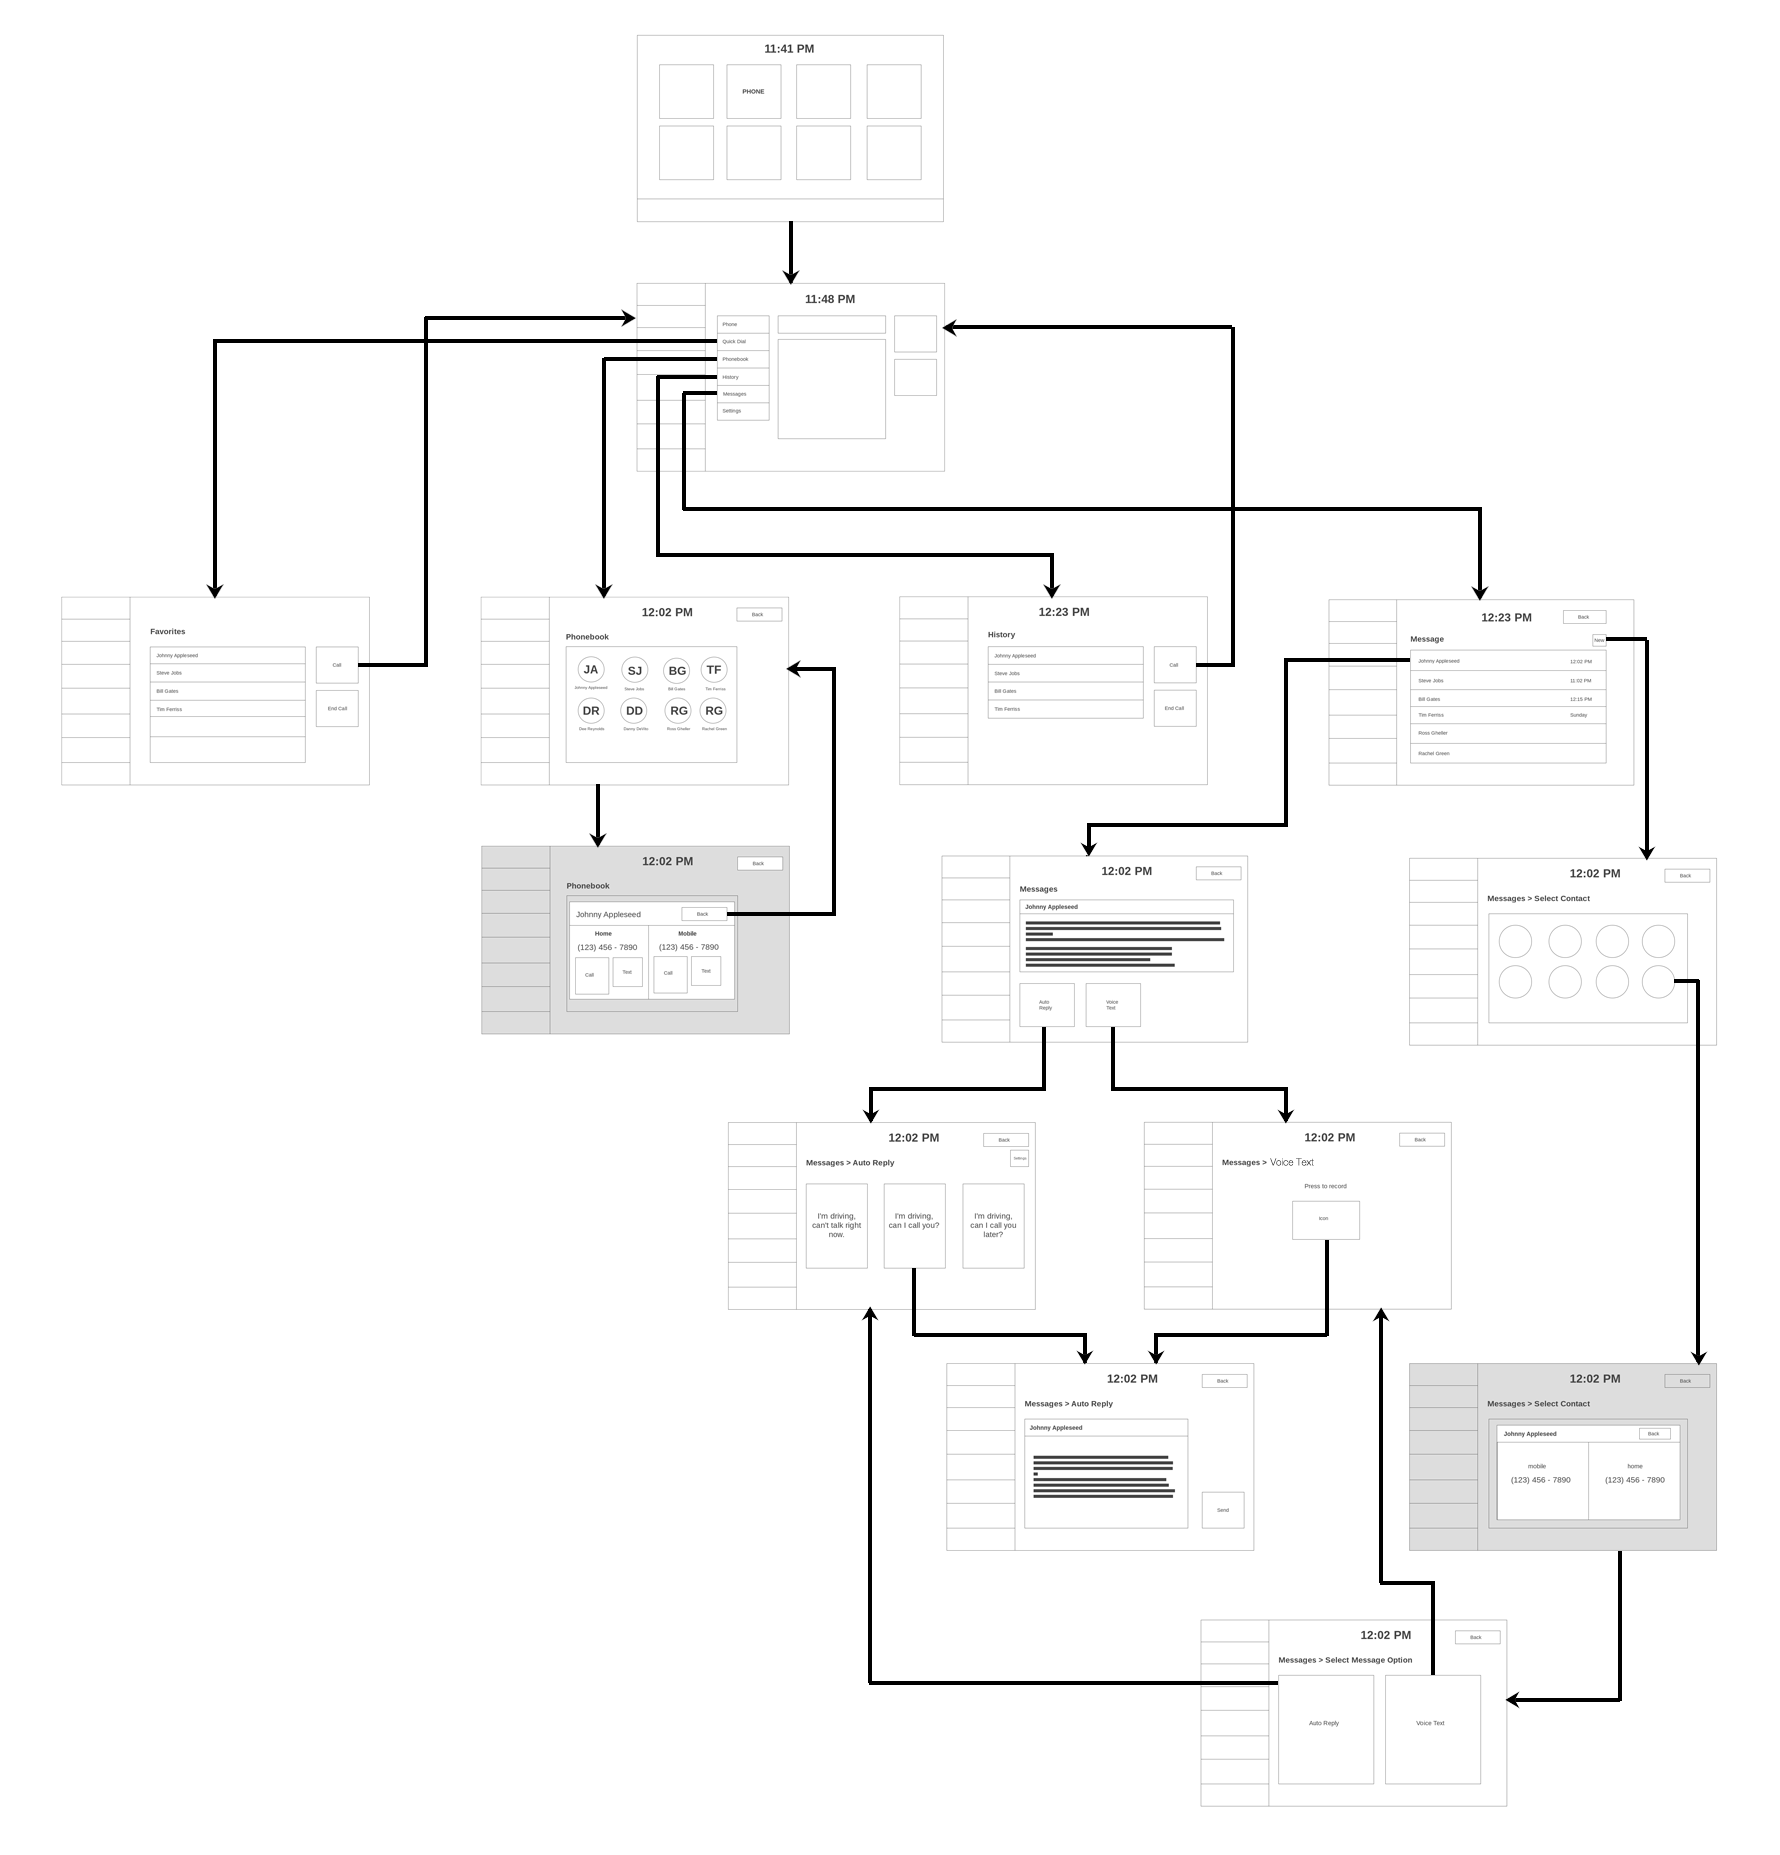 11:41 PM
PHONE
11:48 PM
Phone
Quick Dial
Phonebook
History
Messages
Settings
Favorites
Johnny Appleseed
Steve Jobs
Bill Gates
Tim Ferriss
Call
End Call
12:02 PM
Back
Phonebook
JA
SJ
BG
TF
Johnny Appleseed
Steve Jobs
Bill Gates
Tim Ferriss
DR
DD
RG
RG
Dee Reynolds
Danny DeVito
Ross Gheller
Rachel Green
12:23 PM
History
Johnny Appleseed
Steve Jobs
Bill Gates
Tim Ferriss
Call
End Call
12:23 PM
Back
Message
New
Johnny Appleseed 12:02 PM
Steve Jobs 11:02 PM
Bill Gates 12:15 PM
Tim Ferriss Sunday
Ross Gheller
Rachel Green
12:02 PM
Back
Phonebook
Johnny Appleseed
Back
Home
Mobile
(123) 456 - 7890
(123) 456 - 7890
Call
Text
Call
Text
12:02 PM
Back
Messages
Johnny Appleseed
Auto
Reply
Voice
Text
12:02 PM
Back
Messages > Select Contact
12:02 PM
Back
Settings
Messages > Auto Reply
I'm driving,
can't talk right
now.
I'm driving,
can I call you?
I'm driving,
can I call you
later?
12:02 PM
Back
Messages > Voice Text
Press to record
Icon
12:02 PM
Back
Messages > Auto Reply
Johnny Appleseed
Send
12:02 PM
Back
Messages > Select Contact
Johnny Appleseed
Back
mobile
home
(123) 456 - 7890
(123) 456 - 7890
12:02 PM
Back
Messages > Select Message Option
Auto Reply
Voice Text